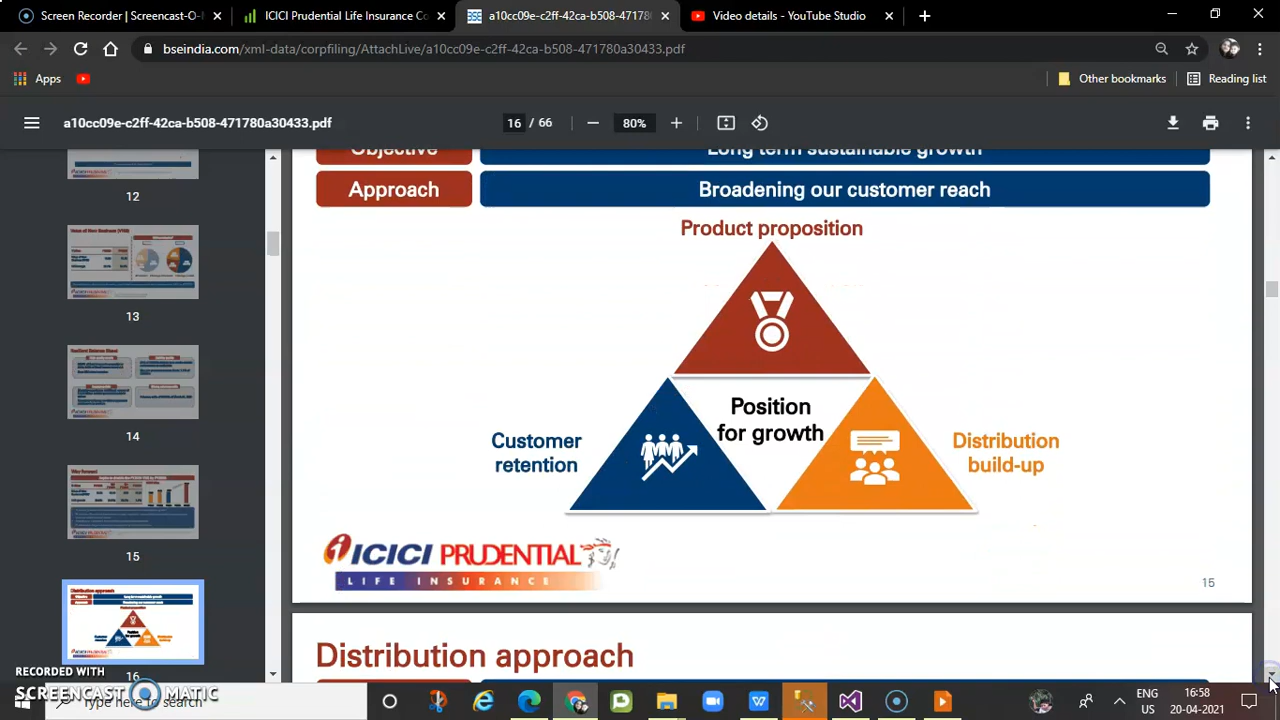 Screen Recorder | Screencast-O-M
ICICI Prudential Life Insurance Co
a10cc09e-c2ff-42ca-b508-471780
Video details - YouTube Studio
bseindia.com/xml-data/corpfiling/AttachLive/a10cc09e-c2ff-42ca-b508-471780a30433.pdf
Apps
Other bookmarks
Reading list
a10cc09e-c2ff-42ca-b508-471780a30433.pdf
16 / 66
80%
12
13
14
15
16
Objective
Long term sustainable growth
Approach
Broadening our customer reach
Product proposition
Position
for growth
Customer
retention
Distribution
build-up
ICICI PRUDENTIAL
LIFE INSURANCE
15
Distribution approach
RECORDED WITH
SCREENCAST MATIC
Type here to search
ENG
US
16:58
20-04-2021